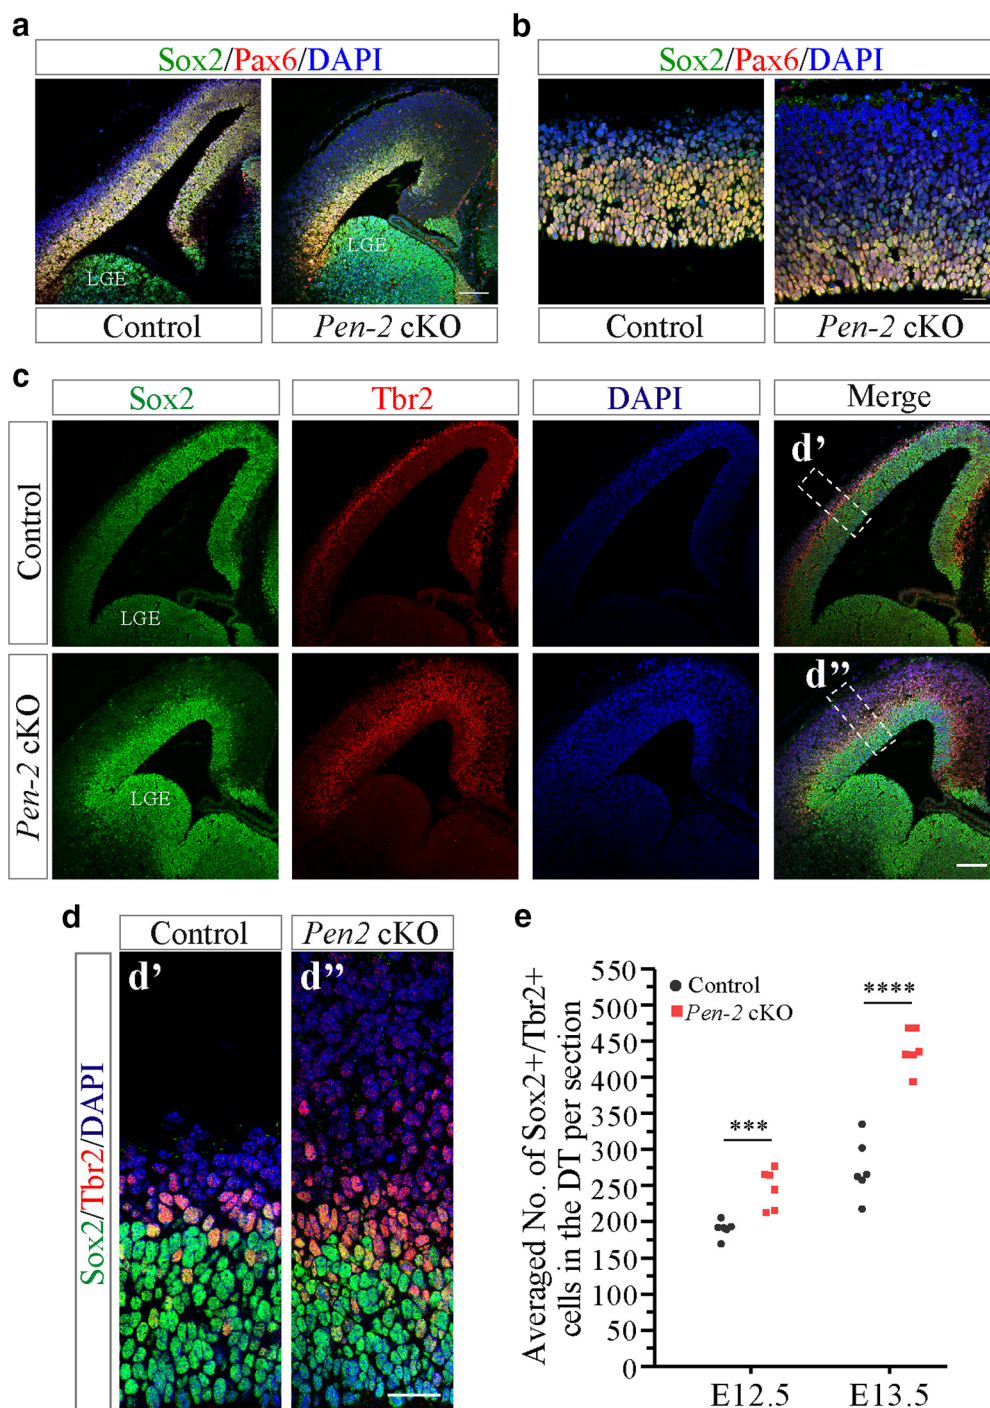 a
Sox2/Pax6/DAPI
LGE
LGE
Control
Pen-2 cKO
b
Sox2/Pax6/DAPI
Control
Pen-2 cKO
c
Sox2
Tbr2
DAPI
Merge
Control
LGE
d’
Pen-2 cKO
LGE
d’’
d
Control
Pen2 cKO
Sox2/Tbr2/DAPI
d’
d’’
e
Averaged No. of Sox2+/Tbr2+
cells in the DT per section
550
500
450
400
350
300
250
200
150
100
50
0
Control
Pen-2 cKO
***
****
E12.5
E13.5